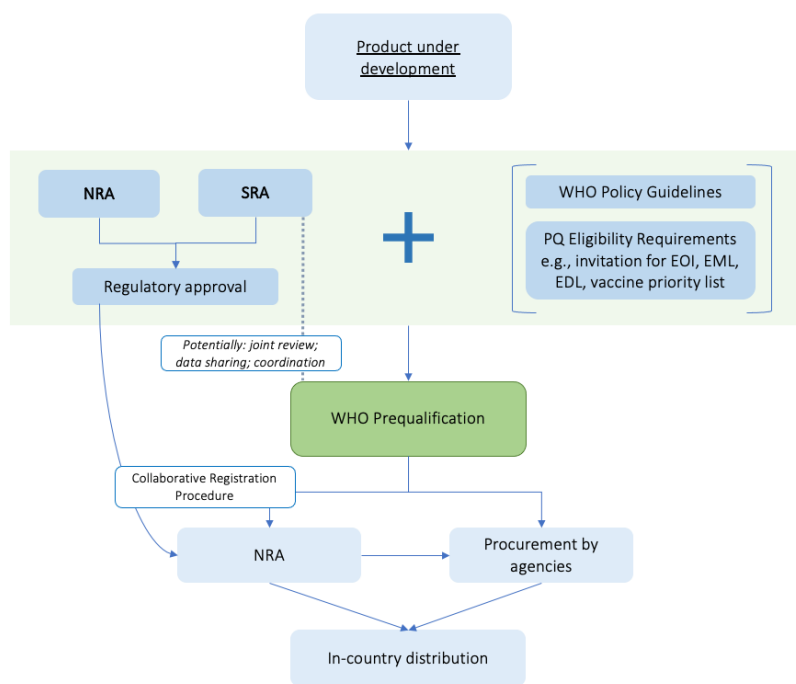 Product under
development
NRA
SRA
Regulatory approval
WHO Policy Guidelines
PQ Eligibility Requirements
e.g., invitation for EOI, EML,
EDL, vaccine priority list
Potentially: joint review;
data sharing; coordination
WHO Prequalification
Collaborative Registration
Procedure
NRA
Procurement by
agencies
In-country distribution